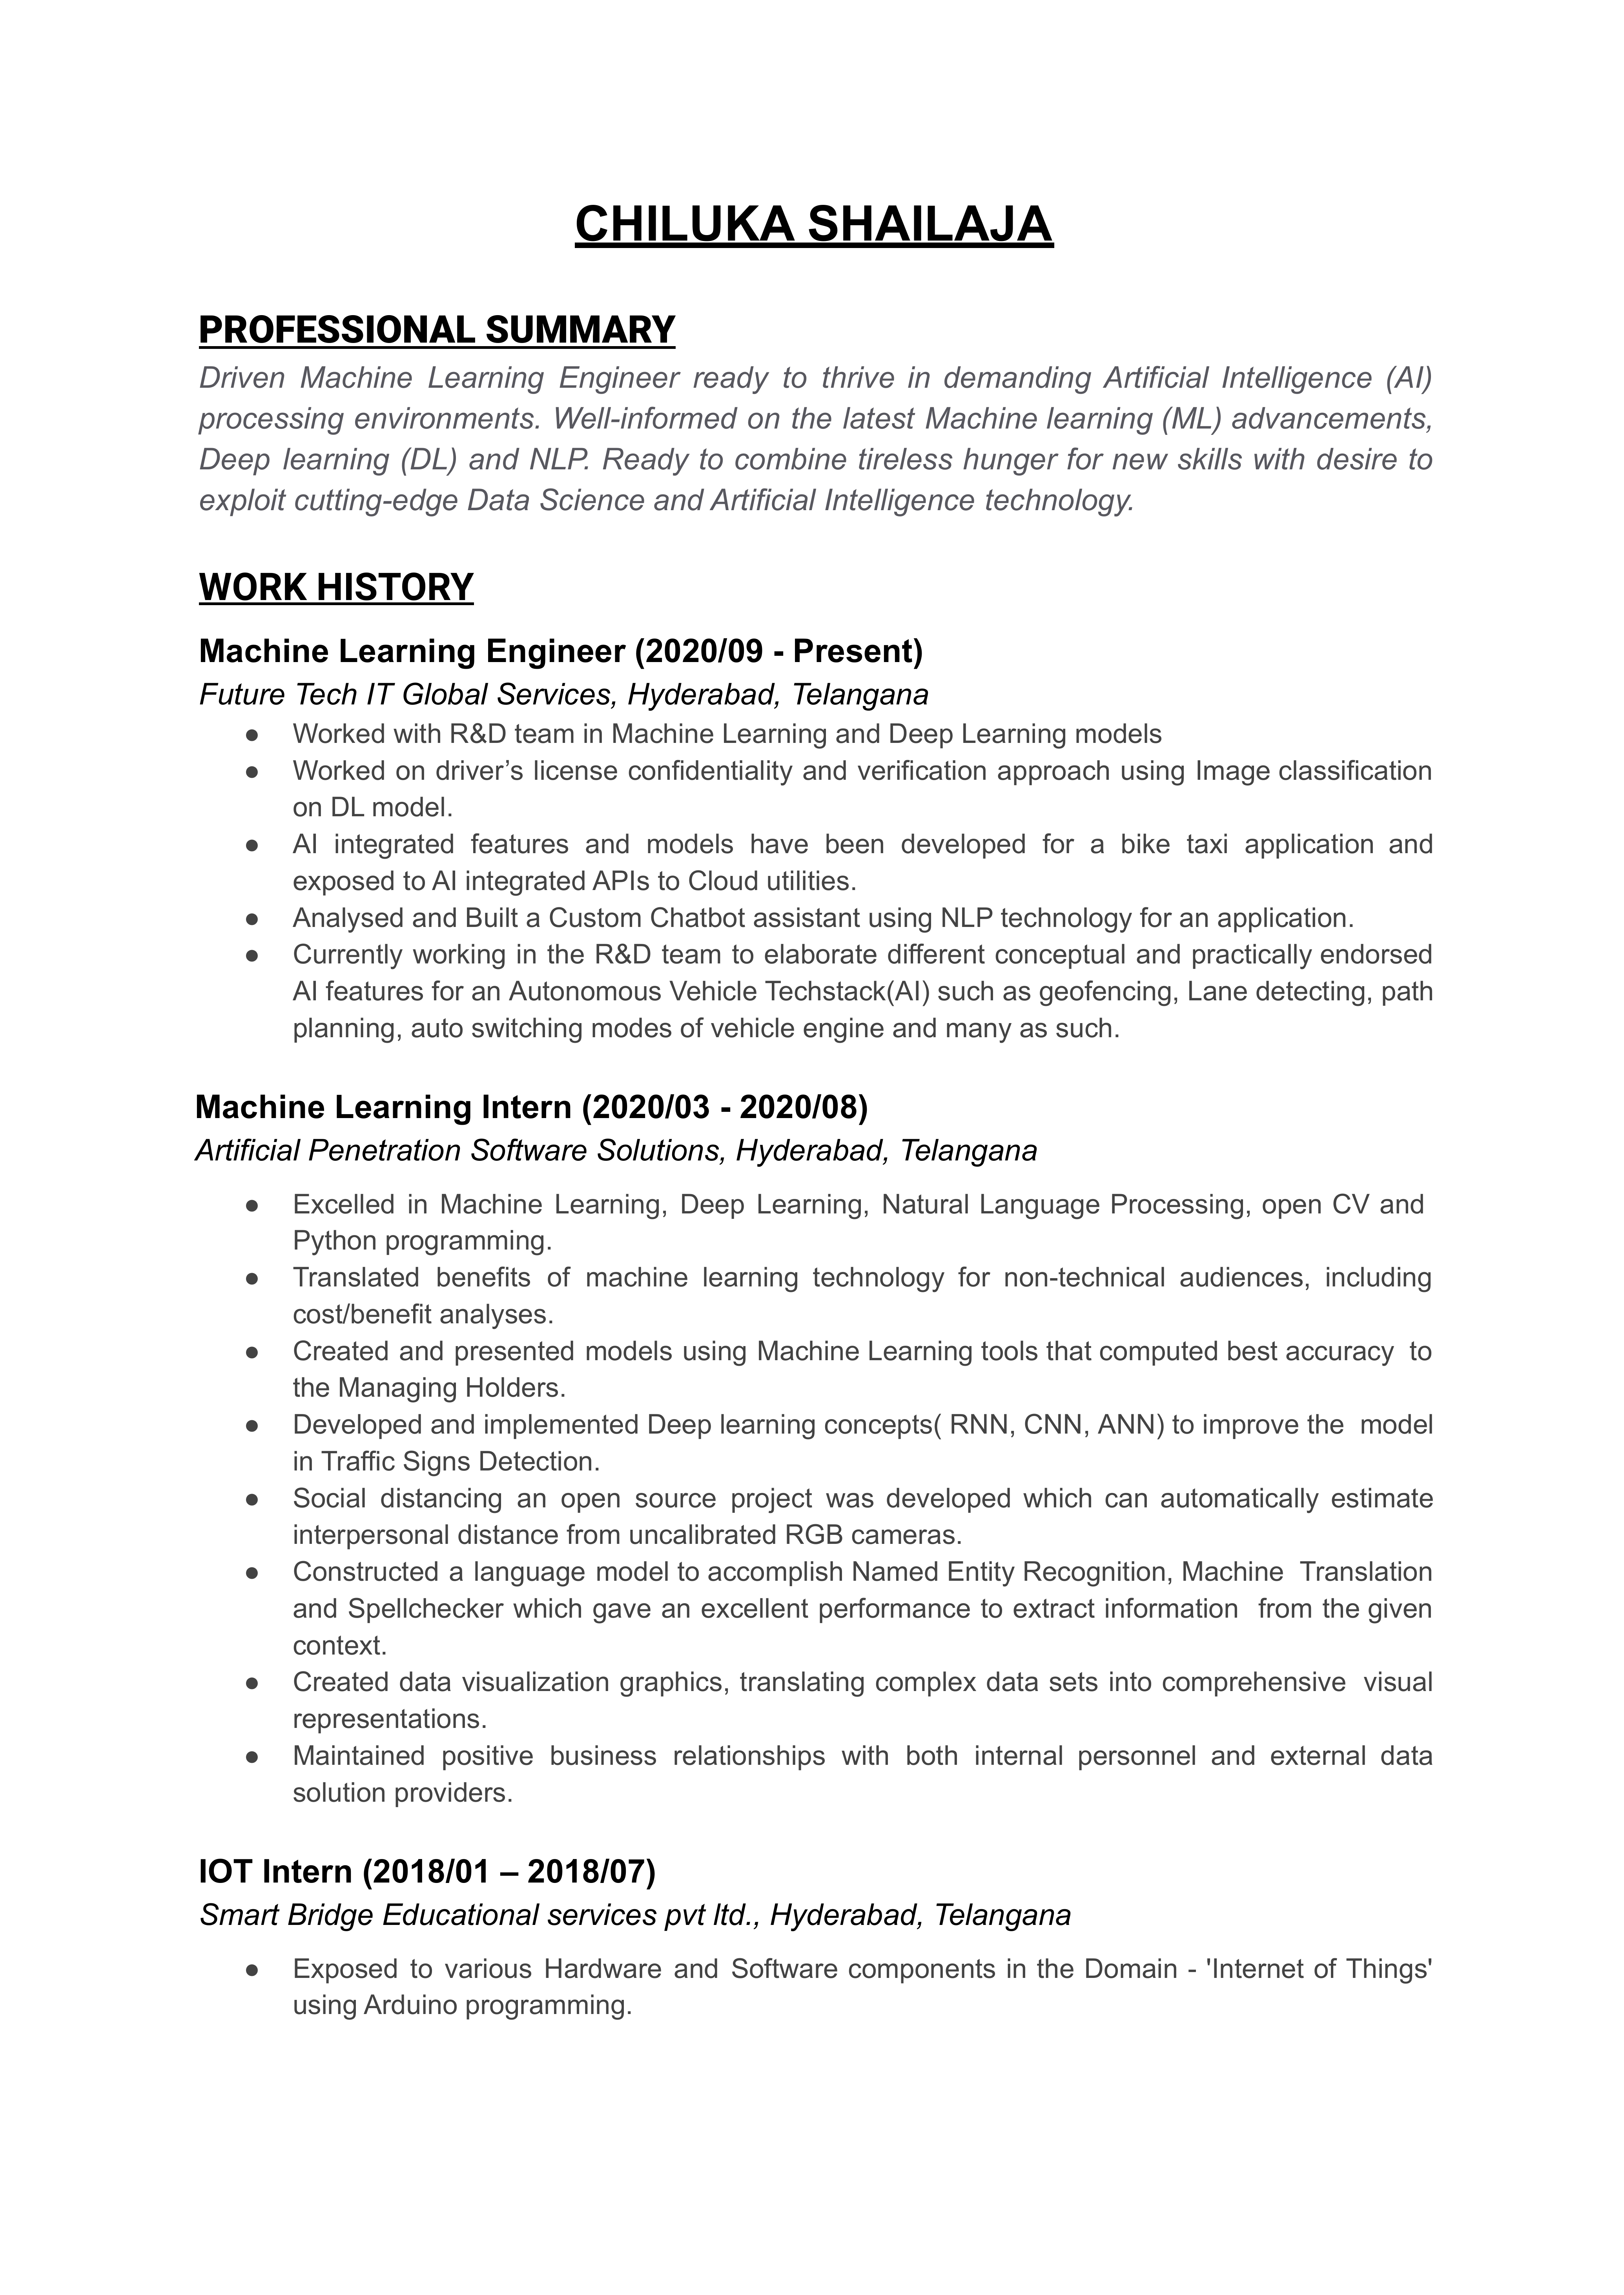 CHILUKA SHAILAJA
PROFESSIONAL SUMMARY
Driven Machine Learning Engineer ready to thrive in demanding Artificial Intelligence (AI)
processing environments. Well-informed on the latest Machine learning (ML) advancements,
Deep learning (DL) and NLP. Ready to combine tireless hunger for new skills with desire to
exploit cutting-edge Data Science and Artificial Intelligence technology.
WORK HISTORY
Machine Learning Engineer (2020/09 - Present)
Future Tech IT Global Services, Hyderabad, Telangana
● Worked with R&D team in Machine Learning and Deep Learning models
● Worked on driver’s license confidentiality and verification approach using Image classification
on DL model.
● AI integrated features and models have been developed for a bike taxi application and
exposed to AI integrated APIs to Cloud utilities.
● Analysed and Built a Custom Chatbot assistant using NLP technology for an application.
● Currently working in the R&D team to elaborate different conceptual and practically endorsed
AI features for an Autonomous Vehicle Techstack(AI) such as geofencing, Lane detecting, path
planning, auto switching modes of vehicle engine and many as such.
Machine Learning Intern (2020/03 - 2020/08)
Artificial Penetration Software Solutions, Hyderabad, Telangana
● Excelled in Machine Learning, Deep Learning, Natural Language Processing, open CV and
Python programming.
● Translated benefits of machine learning technology for non-technical audiences, including
cost/benefit analyses.
● Created and presented models using Machine Learning tools that computed best accuracy to
the Managing Holders.
● Developed and implemented Deep learning concepts( RNN, CNN, ANN) to improve the model
in Traffic Signs Detection.
● Social distancing an open source project was developed which can automatically estimate
interpersonal distance from uncalibrated RGB cameras.
● Constructed a language model to accomplish Named Entity Recognition, Machine Translation
and Spellchecker which gave an excellent performance to extract information from the given
context.
● Created data visualization graphics, translating complex data sets into comprehensive visual
representations.
● Maintained positive business relationships with both internal personnel and external data
solution providers.
IOT Intern (2018/01 – 2018/07)
Smart Bridge Educational services pvt ltd., Hyderabad, Telangana
● Exposed to various Hardware and Software components in the Domain - 'Internet of Things'
using Arduino programming.